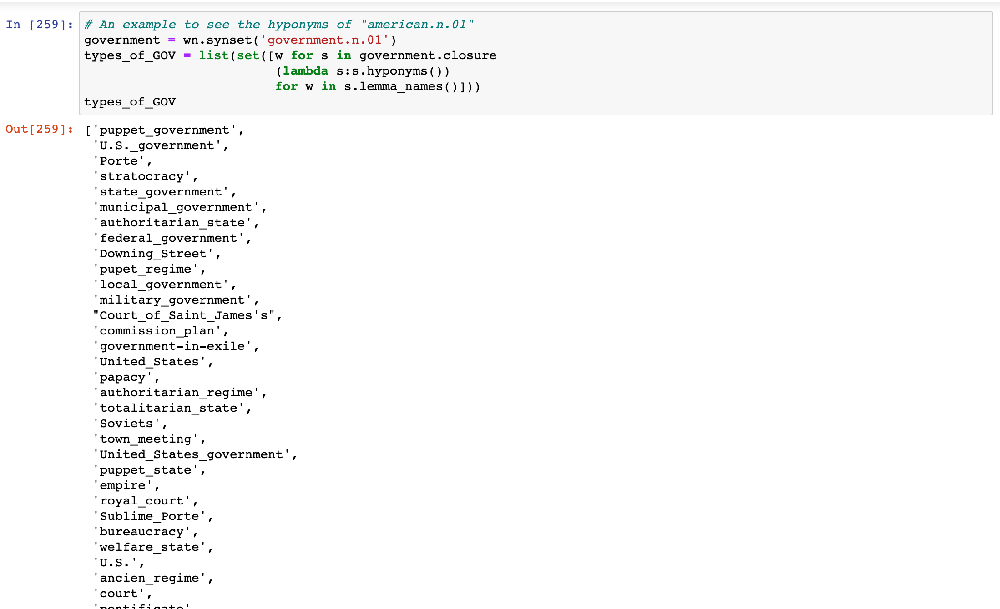 In [259]: # An example to see the hyponyms of "american.n.01"
government = wn.synset('government.n.01')
types_of_GOV = list(set([w for s in government.closure
(lambda s:s.hyponyms())
for w in s.lemma_names()]))
types_of_GOV
Out[259]: ['puppet_government',
'U.S._government',
'Porte',
'stratocracy',
'state_government',
'municipal_government',
'authoritarian_state',
'federal_government',
'Downing_Street',
'pupet_regime',
'local_government',
'military_government',
"Court_of_Saint_James's",
'commission_plan',
'government-in-exile',
'United_States',
'papacy',
'authoritarian_regime',
'totalitarian_state',
'Soviets',
'town_meeting',
'United_States_government',
'puppet_state',
'empire',
'royal_court',
'Sublime_Porte',
'bureaucracy',
'welfare_state',
'U.S.',
'ancien_regime',
'court',
'pontificate'